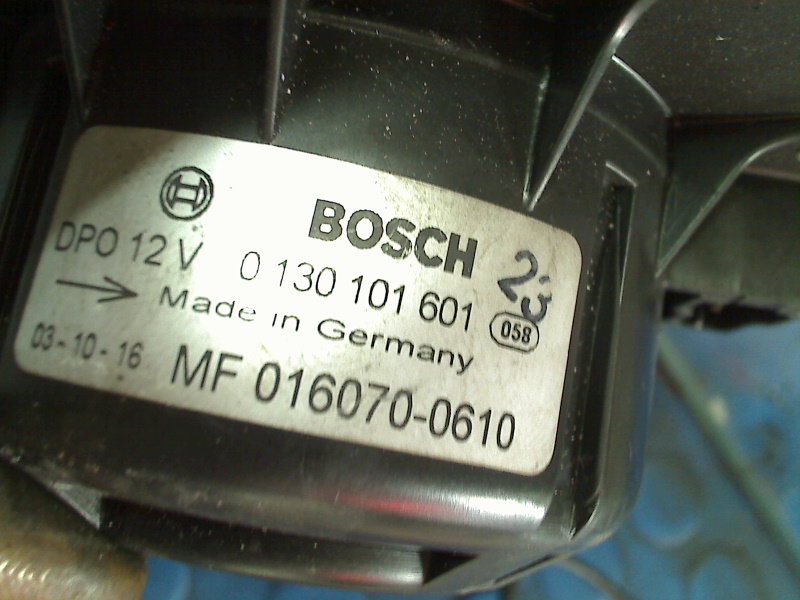 BOSCH
DPO 12 V 0 130 101 601 23
Made in Germany 058
03-10-16 MF 016070-0610